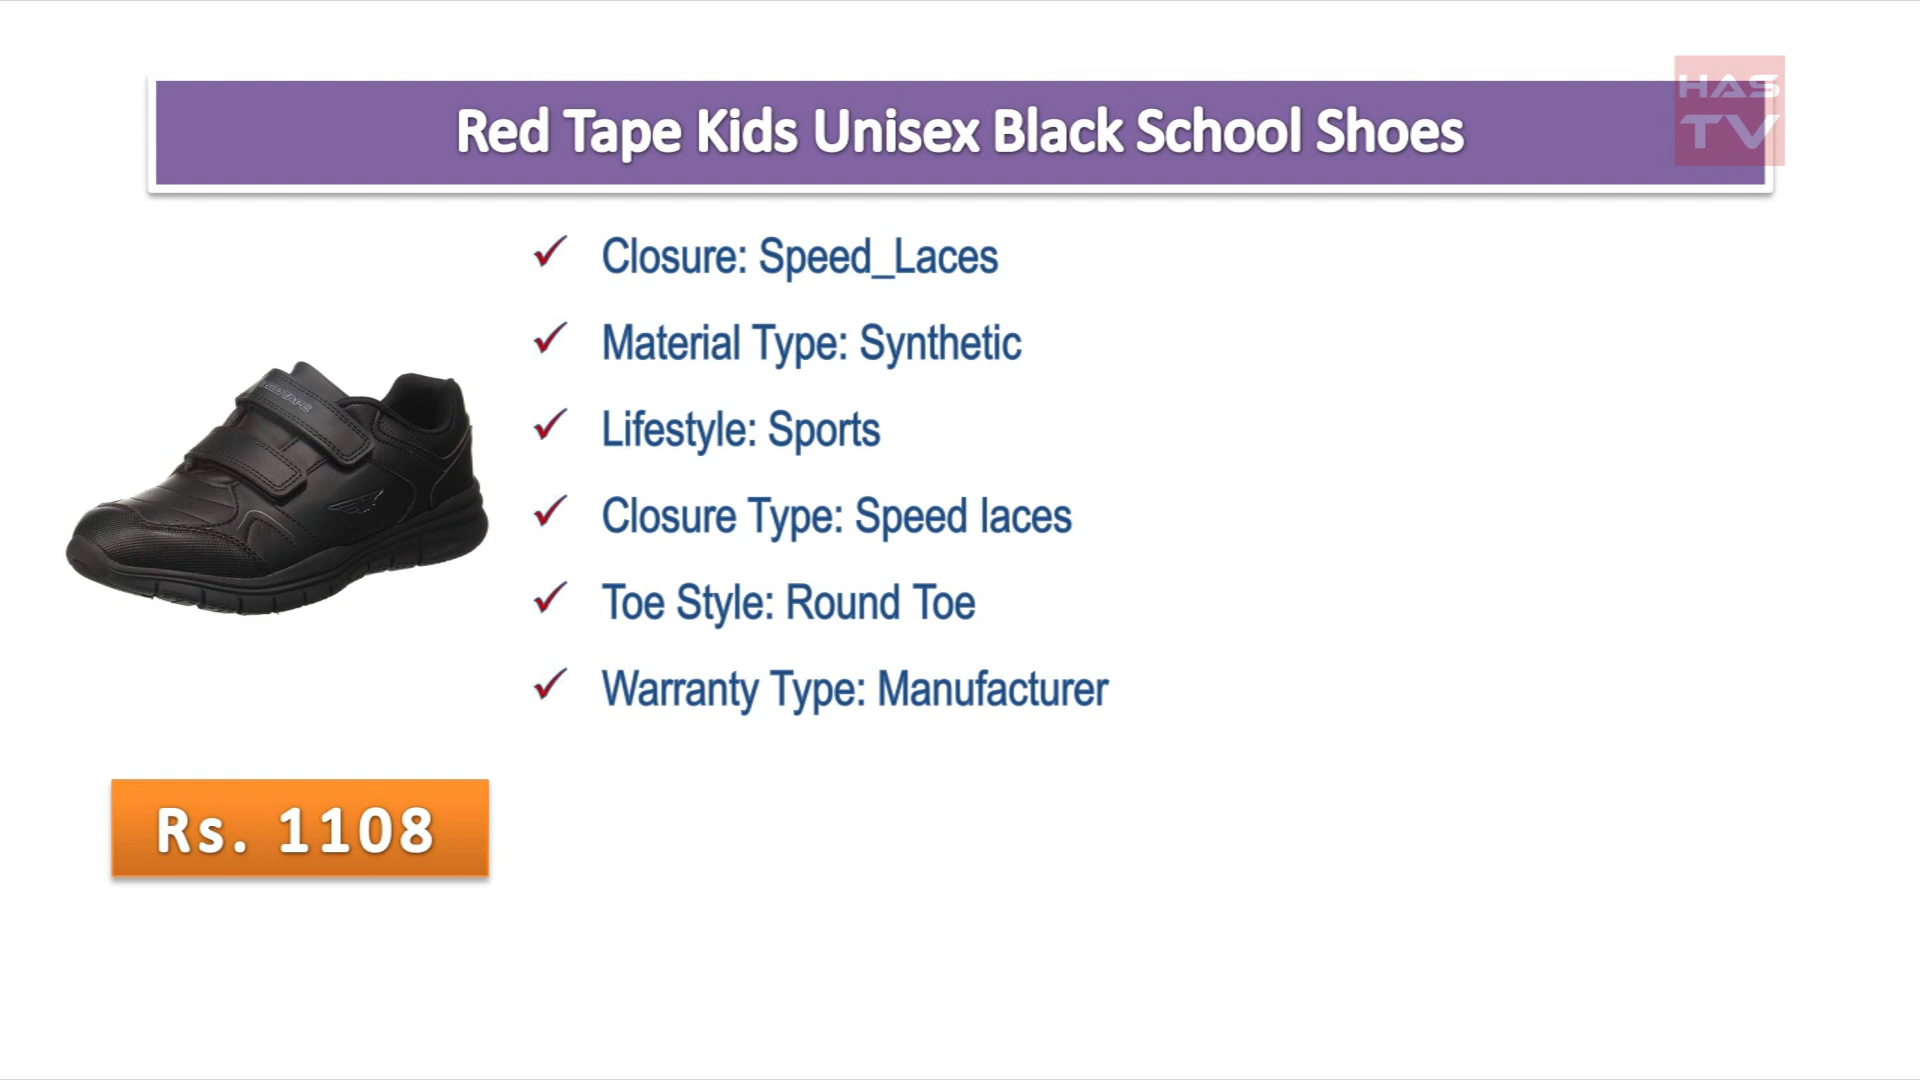 HAS
TV
Red Tape Kids Unisex Black School Shoes
Closure: Speed_Laces
Material Type: Synthetic
Lifestyle: Sports
Closure Type: Speed laces
Toe Style: Round Toe
Warranty Type: Manufacturer
Rs. 1108